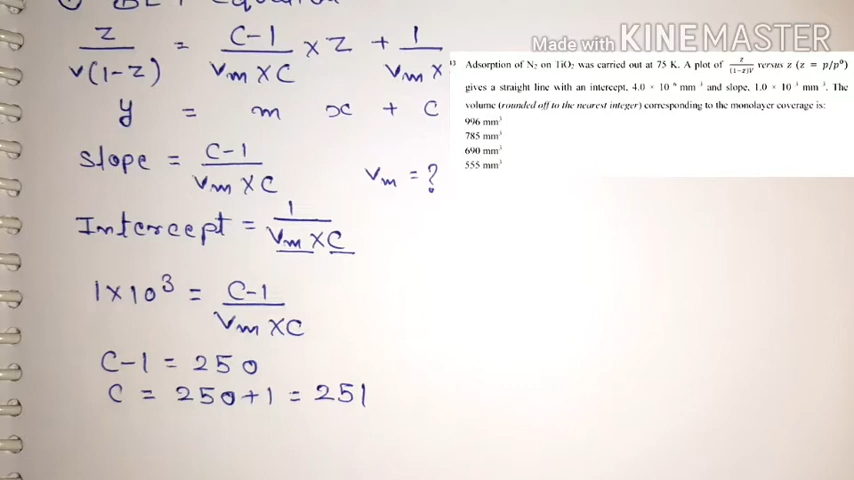 BET equation
z / v(1-z) = C-1 / Vm×C × z + 1 / Vm×
y = m x + c
Slope = C-1 / Vm×C
Vm = ?
Intercept = 1 / Vm×C
1×10³ = C-1 / Vm×C
C-1 = 250
C = 250+1 = 251
Made with KINEMASTER
Adsorption of N₂ on TiO₂ was carried out at 75 K. A plot of z / (1-z)V versus z (z = p/p⁰)
gives a straight line with an intercept, 4.0 × 10 ⁶ mm ³ and slope, 1.0 × 10 ³ mm ³. The
volume (rounded off to the nearest integer) corresponding to the monolayer coverage is:
996 mm³
785 mm³
690 mm³
555 mm³